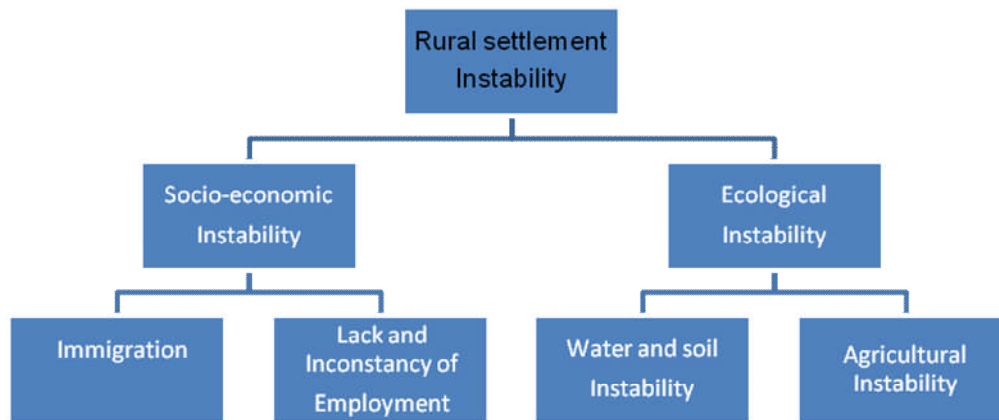 Rural settlement
Instability
Socio-economic
Instability
Ecological
Instability
Immigration
Lack and
Inconstancy of
Employment
Water and soil
Instability
Agricultural
Instability